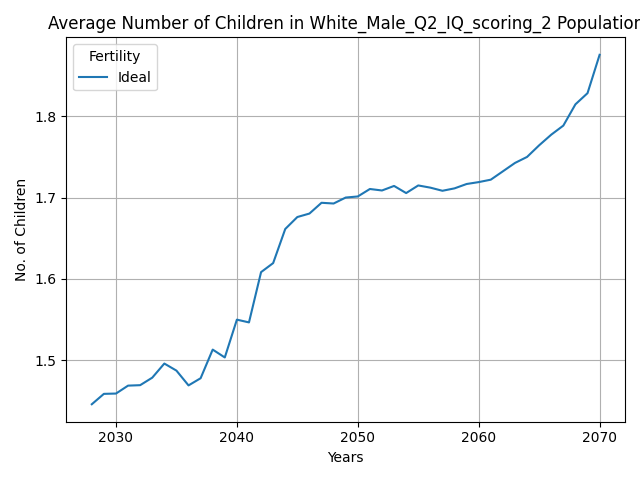 Average Number of Children in White_Male_Q2_IQ_scoring_2 Population
Fertility
Ideal
1.8
1.7
1.6
1.5
No. of Children
2030 2040 2050 2060 2070
Years